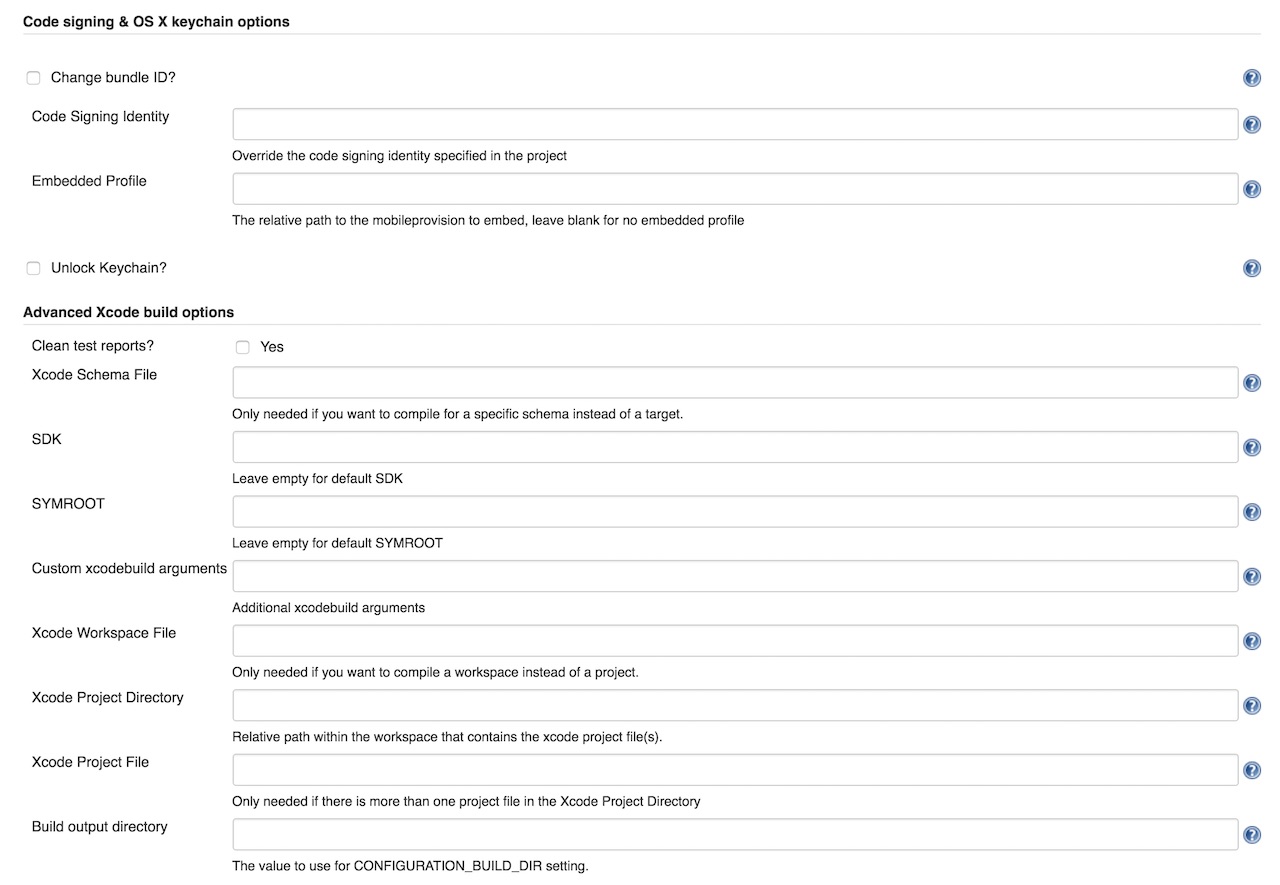 Code signing & OS X keychain options
Change bundle ID?
Code Signing Identity
Override the code signing identity specified in the project
Embedded Profile
The relative path to the mobileprovision to embed, leave blank for no embedded profile
Unlock Keychain?
Advanced Xcode build options
Clean test reports? Yes
Xcode Schema File
Only needed if you want to compile for a specific schema instead of a target.
SDK
Leave empty for default SDK
SYMROOT
Leave empty for default SYMROOT
Custom xcodebuild arguments
Additional xcodebuild arguments
Xcode Workspace File
Only needed if you want to compile a workspace instead of a project.
Xcode Project Directory
Relative path within the workspace that contains the xcode project file(s).
Xcode Project File
Only needed if there is more than one project file in the Xcode Project Directory
Build output directory
The value to use for CONFIGURATION_BUILD_DIR setting.